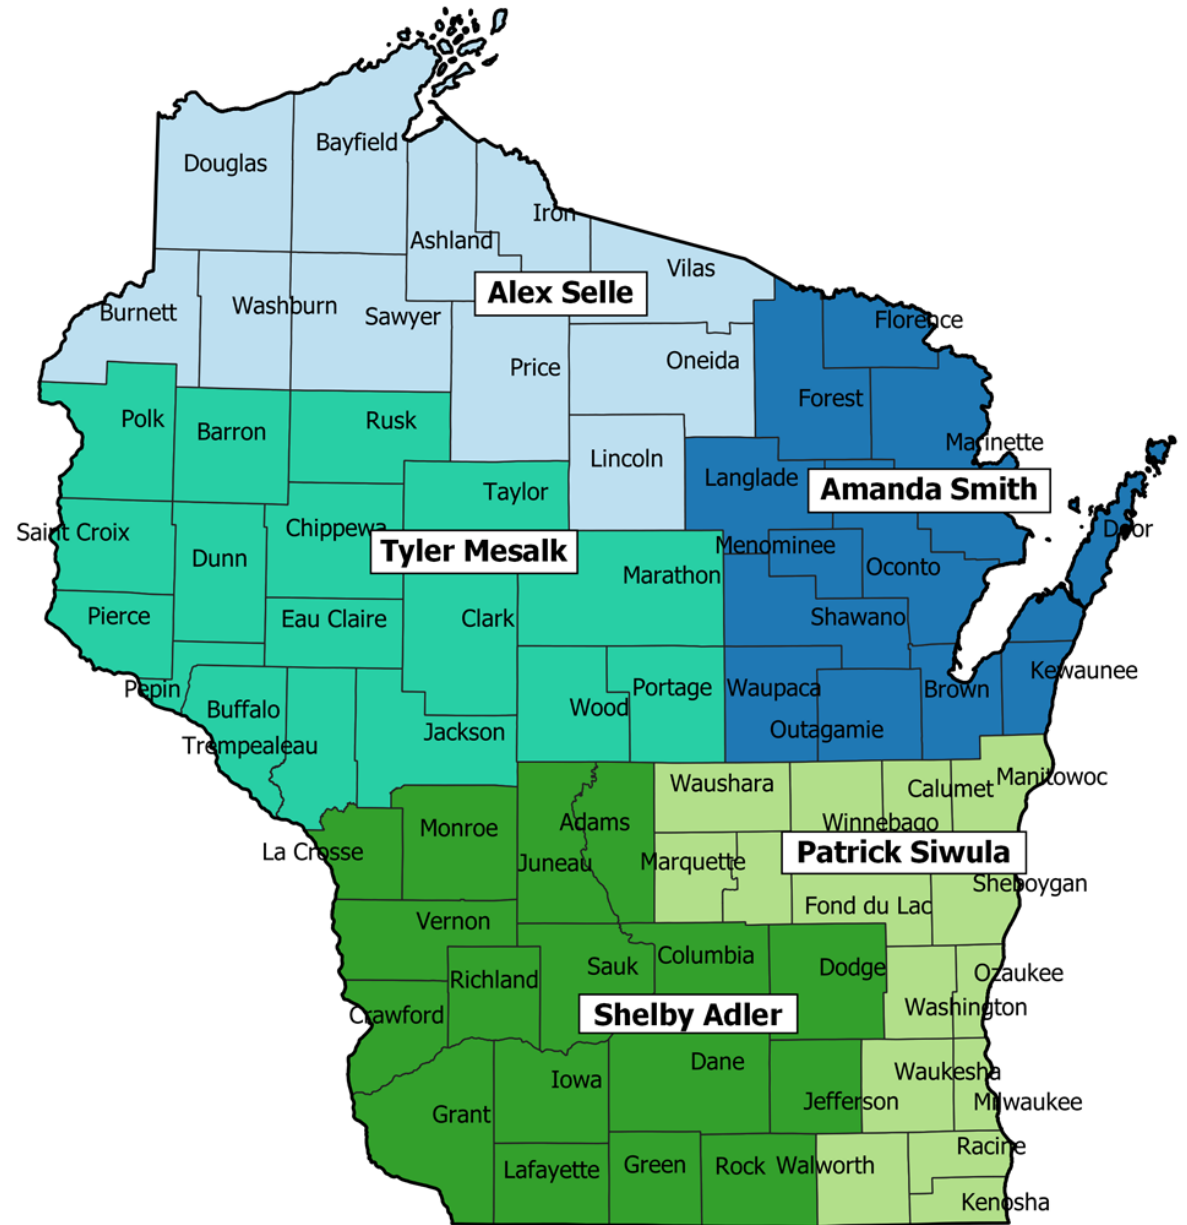 Bayfield
Douglas
Iron
Ashland
Vilas
Alex Selle
Burnett
Washburn
Sawyer
Florence
Price
Oneida
Forest
Polk
Barron
Rusk
Marinette
Lincoln
Langlade
Taylor
Amanda Smith
Saint Croix
Chippewa
Door
Tyler Mesalk
Menominee
Dunn
Marathon
Oconto
Pierce
Eau Claire
Clark
Shawano
Kewaunee
Pepin
Portage
Waupaca
Brown
Buffalo
Wood
Trempealeau
Jackson
Outagamie
Manitowoc
Waushara
Calumet
Adams
Winnebago
Monroe
La Crosse
Juneau
Marquette
Patrick Siwula
Sheboygan
Fond du Lac
Vernon
Columbia
Sauk
Dodge
Ozaukee
Richland
Washington
Crawford
Shelby Adler
Dane
Waukesha
Iowa
Grant
Jefferson
Milwaukee
Racine
Lafayette
Green
Rock
Walworth
Kenosha